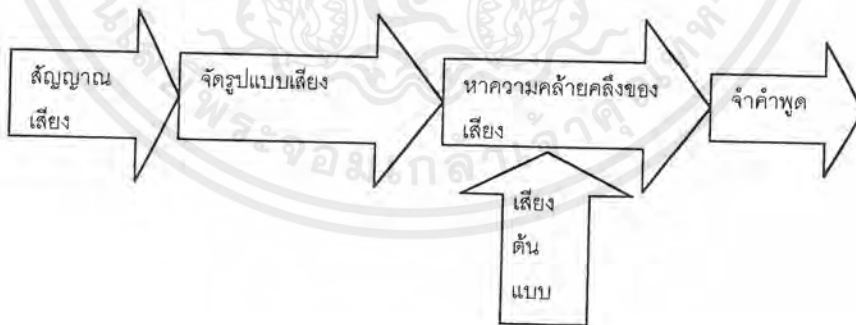 สัญญาณ
เสียง
จัดรูปแบบเสียง
หาความคล้ายคลึงของ
เสียง
จำคำพูด
เสียง
ต้น
แบบ